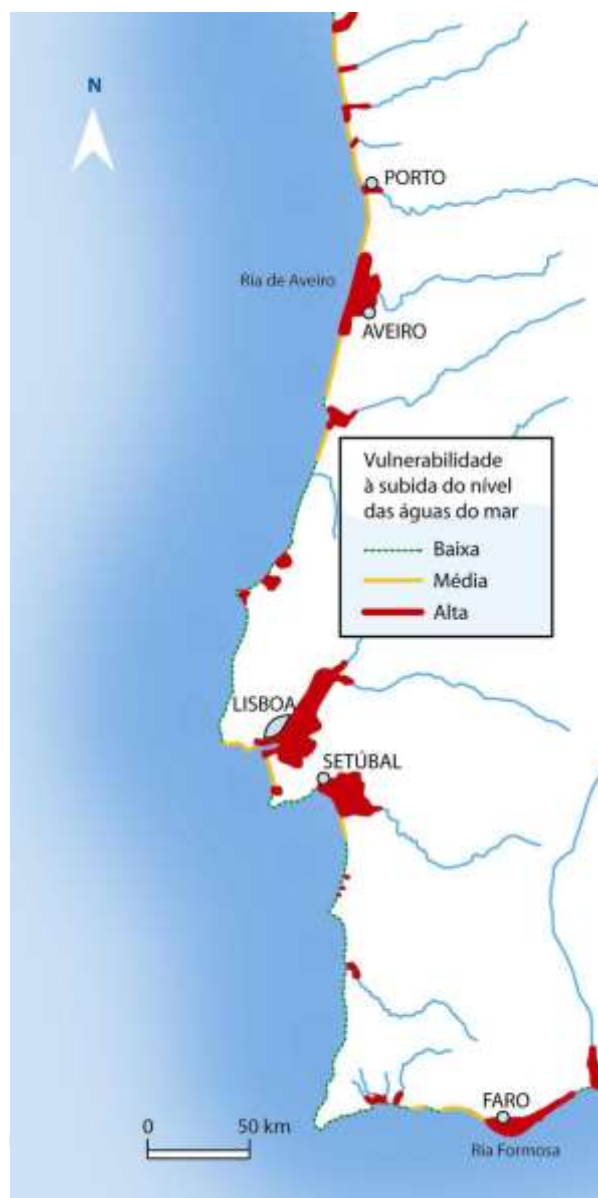 N
PORTO
Ria de Aveiro
AVEIRO
Vulnerabilidade
à subida do nível
das águas do mar
Baixa
Média
Alta
LISBOA
SETÚBAL
FARO
0 50 km
Ria Formosa